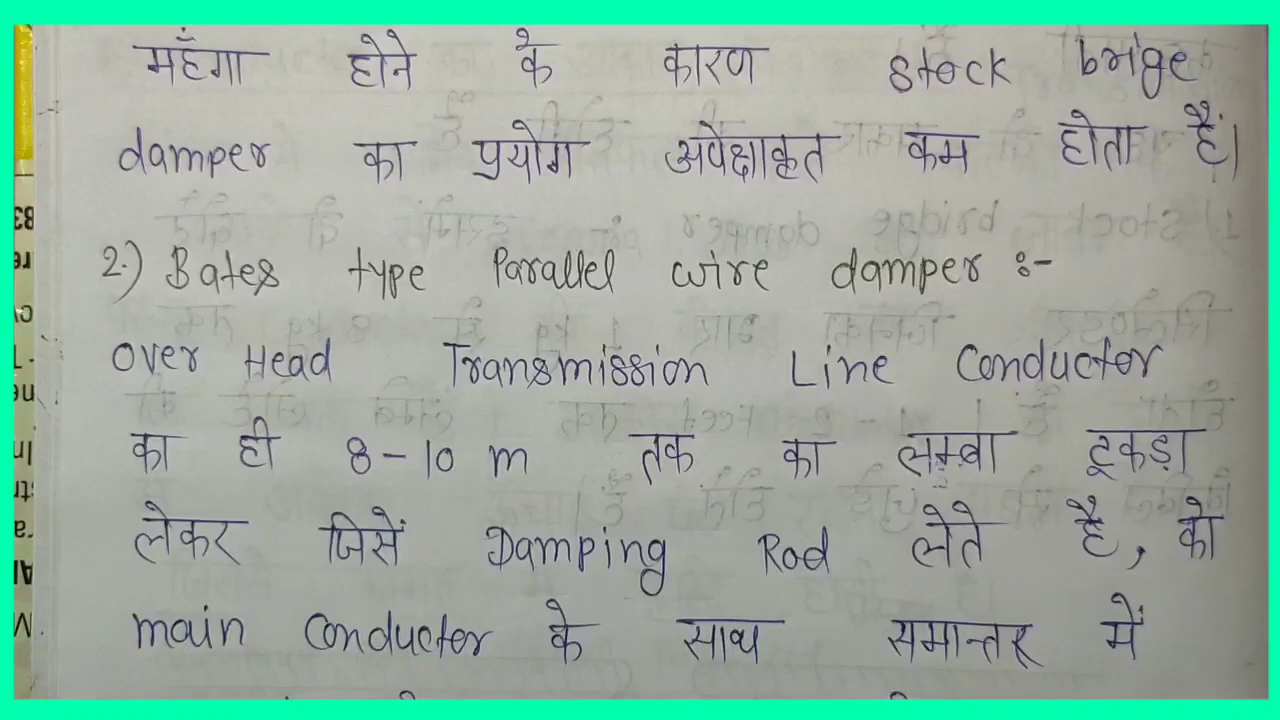 महँगा होने के कारण stock brige
damper का प्रयोग अपेक्षाकृत कम होता हैं।
2.) Bates type Parallel wire damper :-
Over Head Transmission Line Conductor
का ही 8-10 m तक का लम्बा टूकड़ा
लेकर जिसें Damping Rod लेते है, को
main conductor के साथ समान्तर में